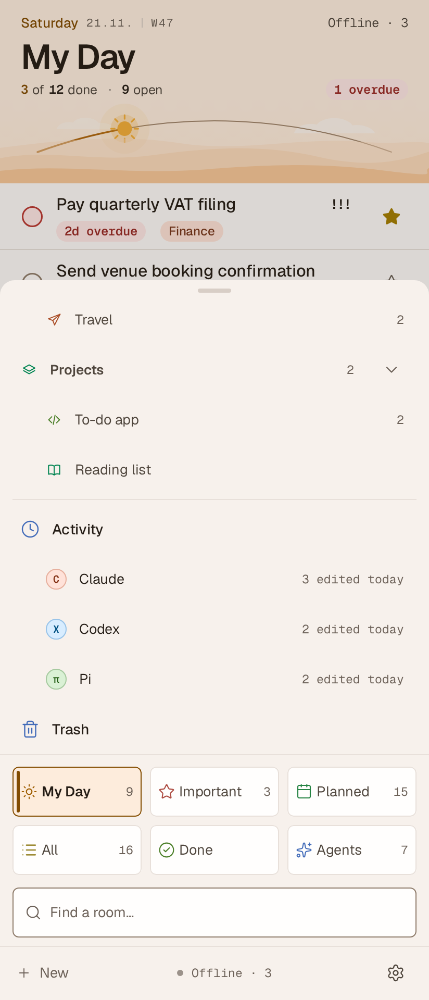 Saturday 21.11. | W47 Offline · 3
My Day
3 of 12 done · 9 open 1 overdue
Pay quarterly VAT filing !!!
2d overdue Finance
Send venue booking confirmation
Travel 2
Projects 2
To-do app 2
Reading list
Activity
C Claude 3 edited today
X Codex 2 edited today
π Pi 2 edited today
Trash
My Day 9 Important 3 Planned 15
All 16 Done Agents 7
Find a room…
+ New Offline · 3